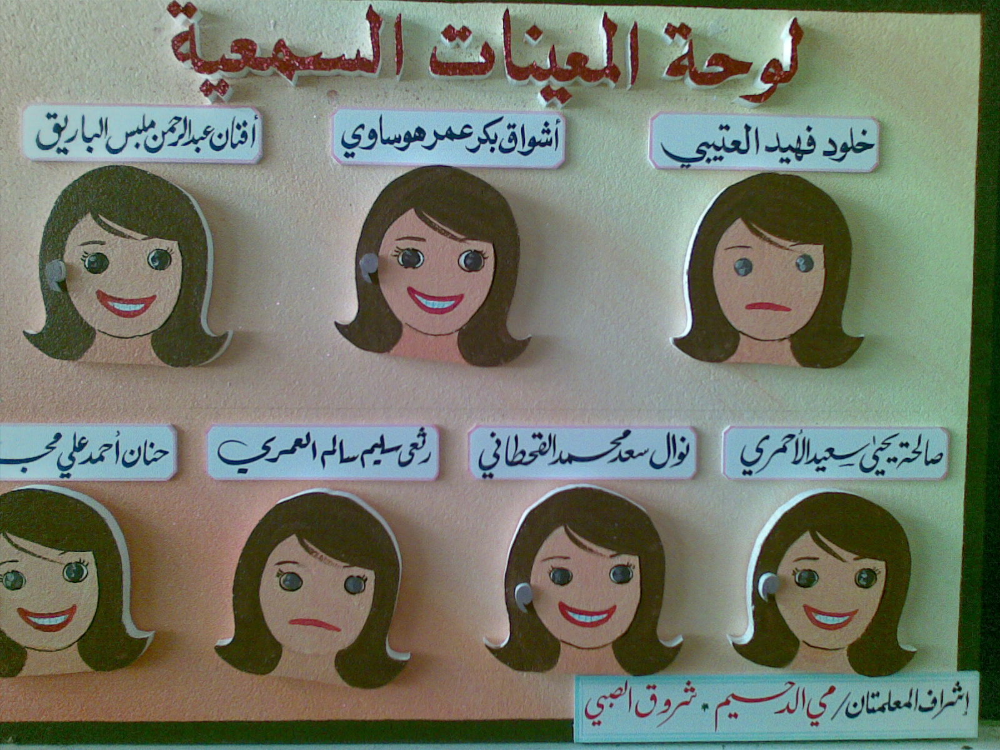 لوحة المعينات السمعية
خلود فهيد العتيبي
أشواق بكر عمر هوساوي
أفنان عبدالرحمن ملبس الباريق
صالحة يحيى سعيد الأحمري
نوال سعد محمد القحطاني
رثعى سليم سالم العمري
حنان أحمد علي
إشراف المعلمتان / مي الدحيم * شروق الصبي